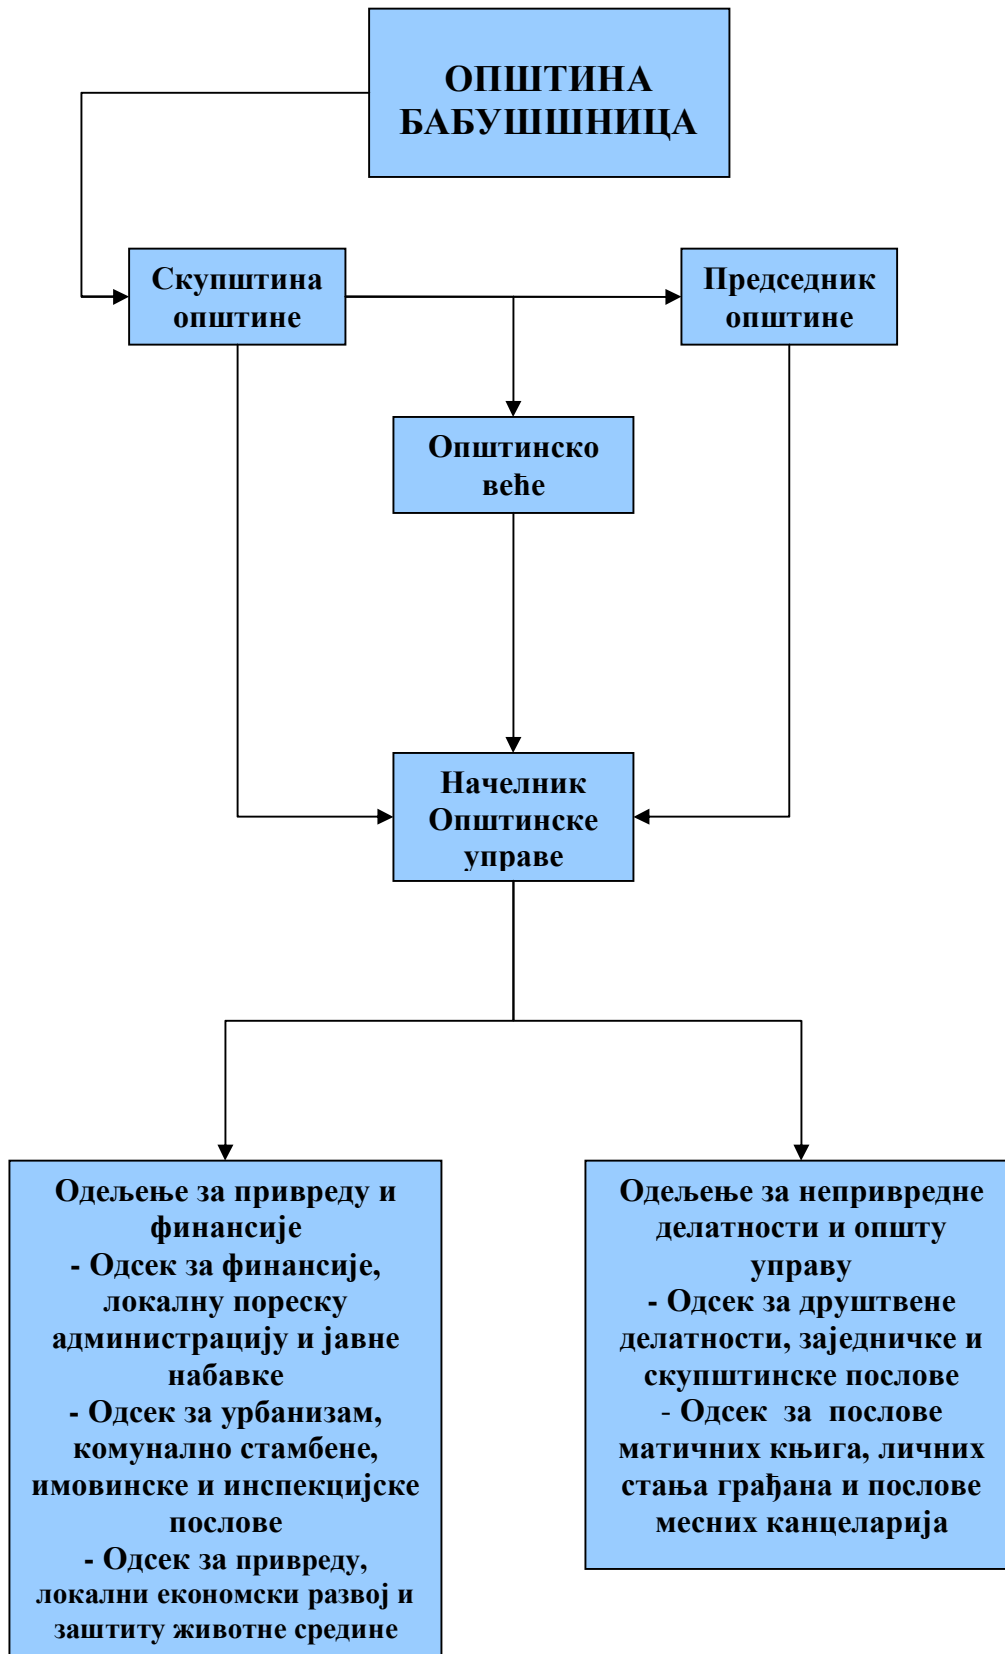 ОПШТИНА
БАБУШШНИЦА
Скупштина
општине
Председник
општине
Општинско
веће
Начелник
Општинске
управе
Одељење за привреду и
финансије
- Одсек за финансије,
локалну пореску
администрацију и јавне
набавке
- Одсек за урбанизам,
комунално стамбене,
имовинске и инспекцијске
послове
- Одсек за привреду,
локални економски развој и
заштиту животне средине
Одељење за непривредне
делатности и општу
управу
- Одсек за друштвене
делатности, заједничке и
скупштинске послове
- Одсек за послове
матичних књига, личних
стања грађана и послове
месних канцеларија